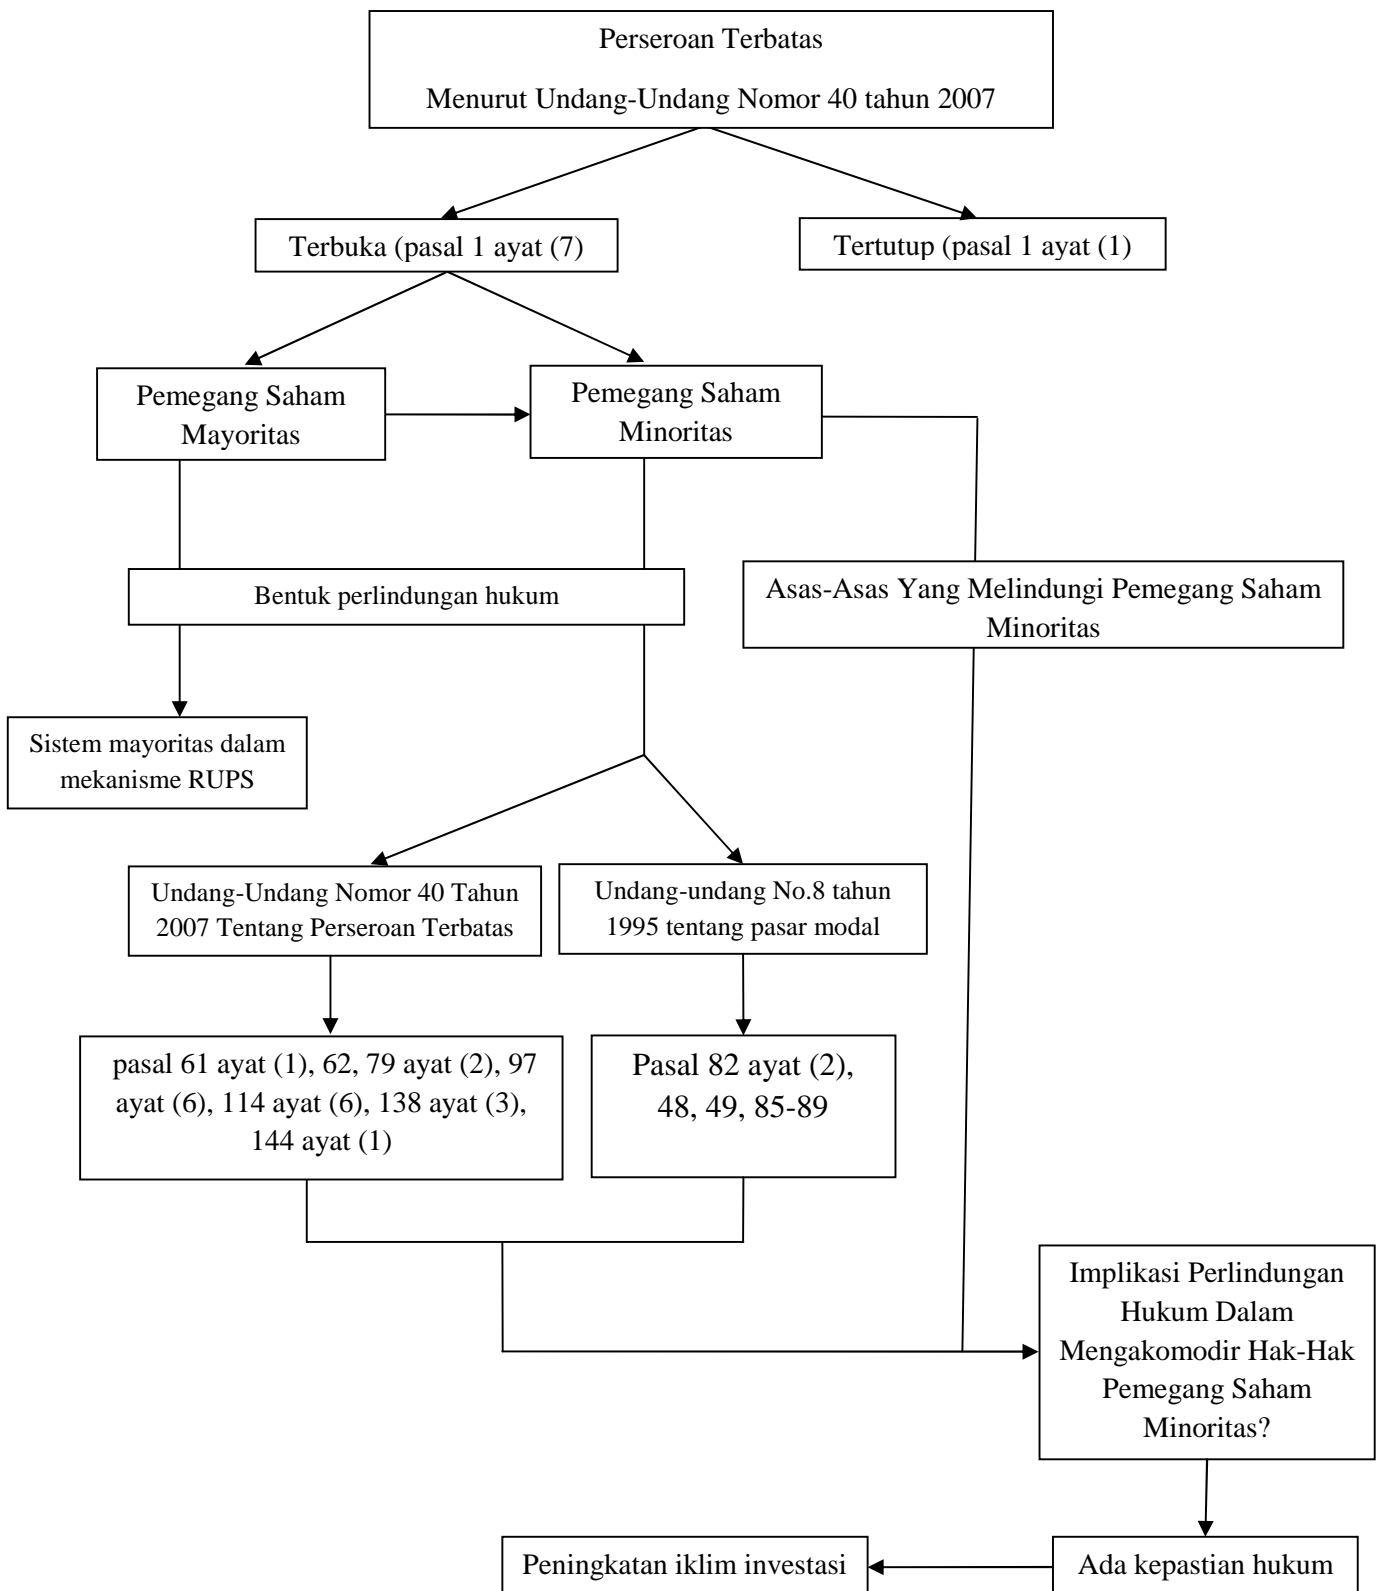 Perseroan Terbatas
Menurut Undang-Undang Nomor 40 tahun 2007
Terbuka (pasal 1 ayat (7)
Tertutup (pasal 1 ayat (1)
Pemegang Saham
Mayoritas
Pemegang Saham
Minoritas
Bentuk perlindungan hukum
Asas-Asas Yang Melindungi Pemegang Saham
Minoritas
Sistem mayoritas dalam
mekanisme RUPS
Undang-Undang Nomor 40 Tahun
2007 Tentang Perseroan Terbatas
Undang-undang No.8 tahun
1995 tentang pasar modal
pasal 61 ayat (1), 62, 79 ayat (2), 97
ayat (6), 114 ayat (6), 138 ayat (3),
144 ayat (1)
Pasal 82 ayat (2),
48, 49, 85-89
Implikasi Perlindungan
Hukum Dalam
Mengakomodir Hak-Hak
Pemegang Saham
Minoritas?
Peningkatan iklim investasi
Ada kepastian hukum